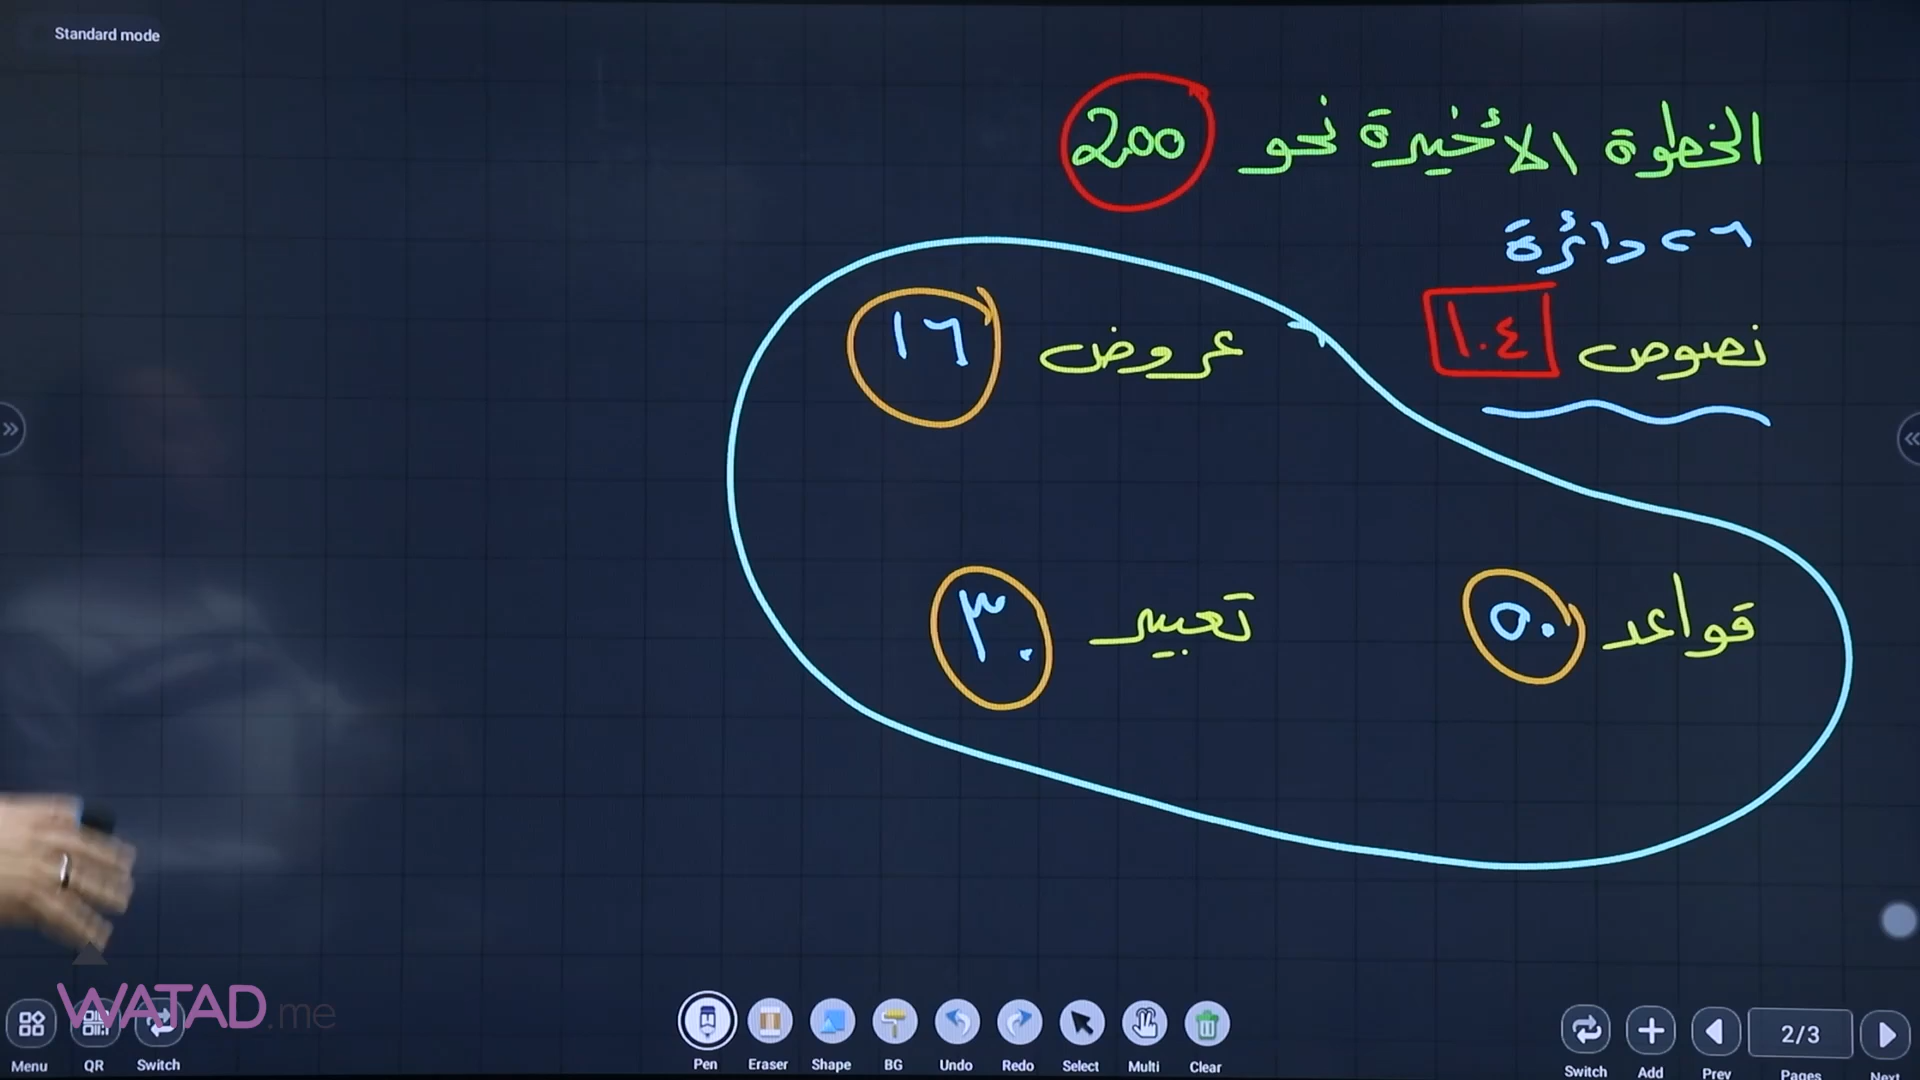 Standard mode
الخطوة الأخيرة نحو 200
٢٦ دائرة
نصوص ١٠٤
عروض ١٦
قواعد ٥٠
تعبير ٣٠
WATAD.me
Menu QR Switch
Pen Eraser Shape BG Undo Redo Select Multi Clear
Switch Add Prev 2/3 Pages Next